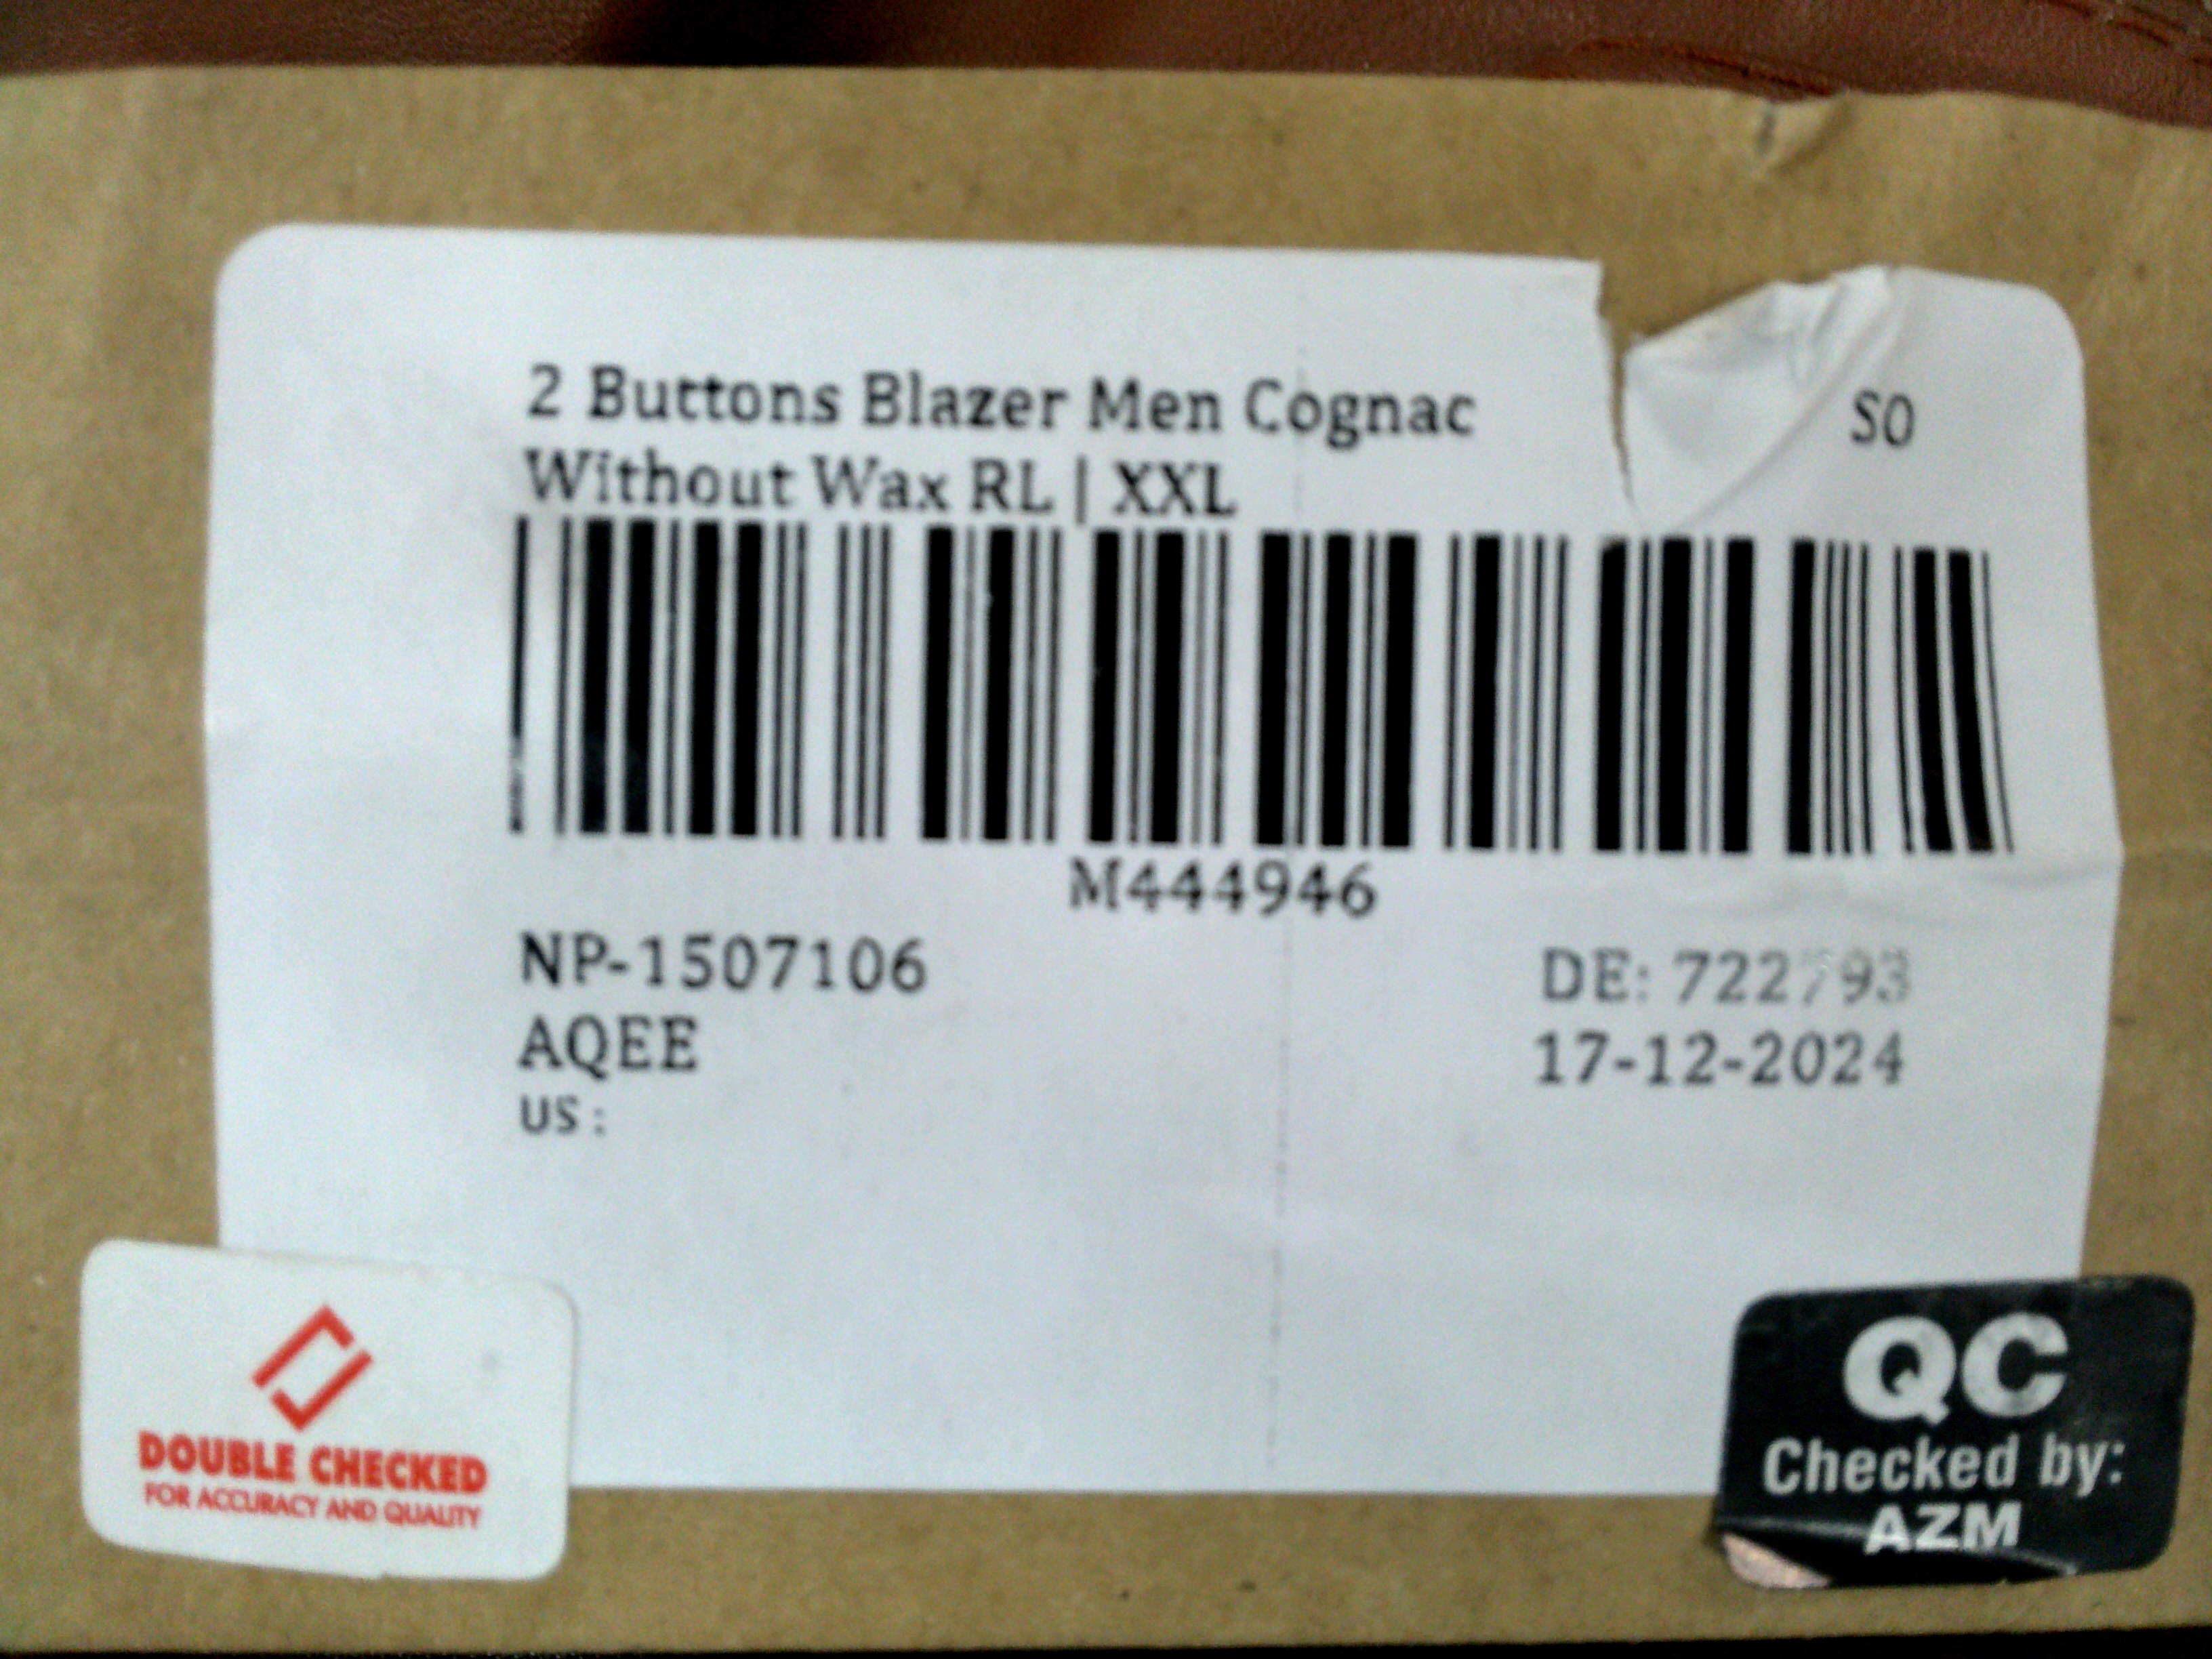 2 Buttons Blazer Men Cognac
Without Wax RL | XXL
S0
M444946
NP-1507106
DE: 722793
AQEE
17-12-2024
US :
DOUBLE CHECKED
FOR ACCURACY AND QUALITY
QC
Checked by:
AZM